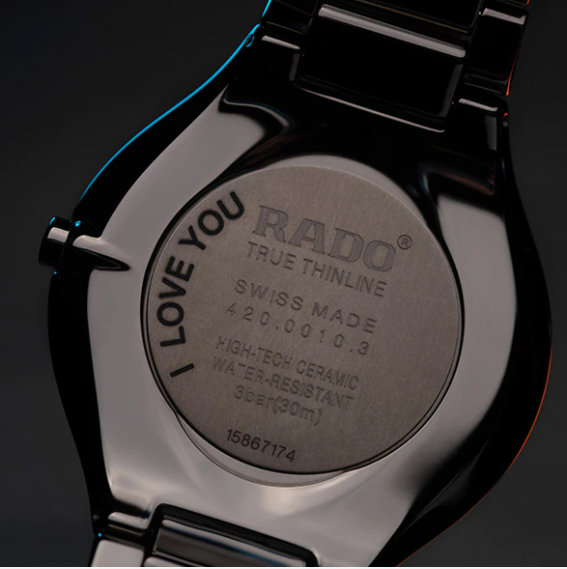 I LOVE YOU
RADO®
TRUE THINLINE
SWISS MADE
420.0010.3
HIGH-TECH CERAMIC
WATER-RESISTANT
3bar(30m)
15867174